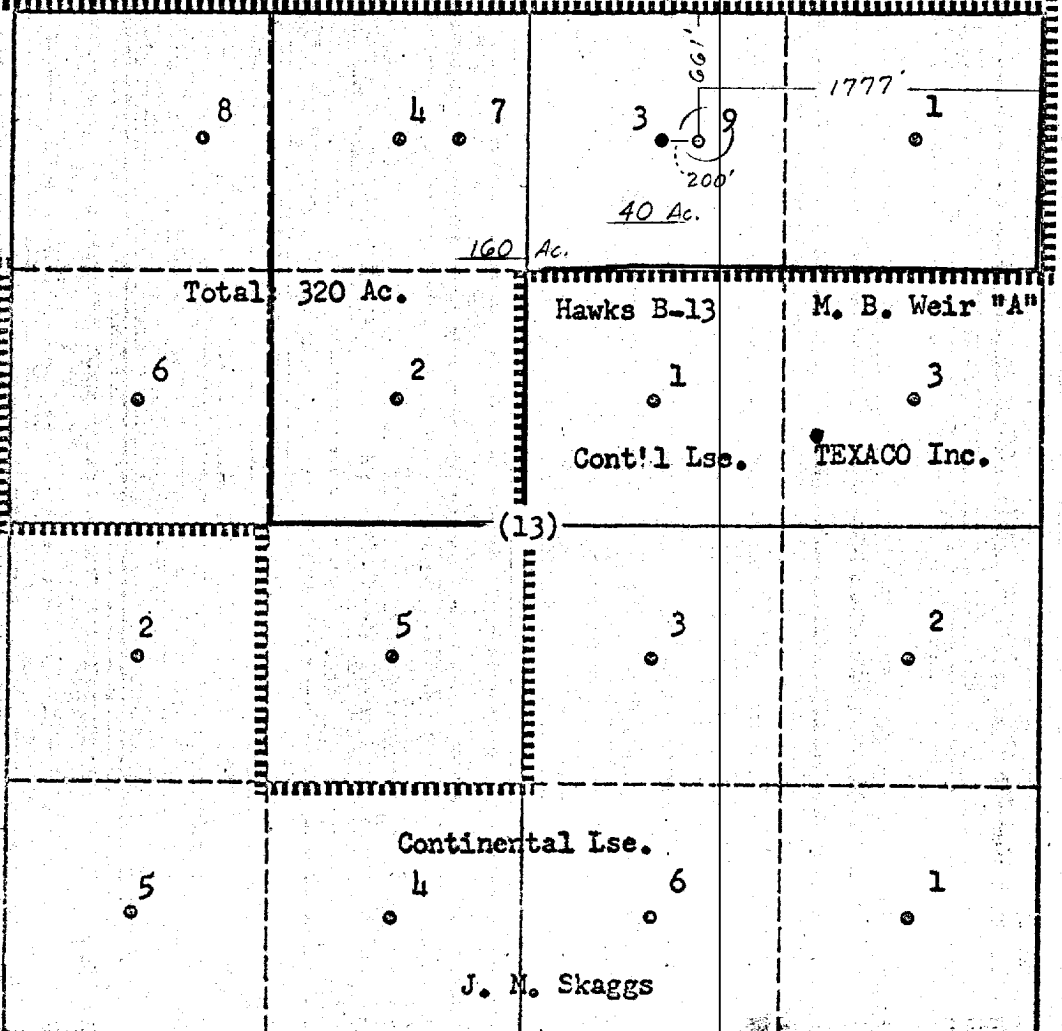 661'
1777'
8 4 7 3 9 1
200'
40 Ac.
160 Ac.
Total 320 Ac. Hawks B-13 M. B. Weir "A"
6 2 1 3
Cont'l Lse. TEXACO Inc.
(13)
2 5 3 2
Continental Lse.
5 4 6 1
J. M. Skaggs